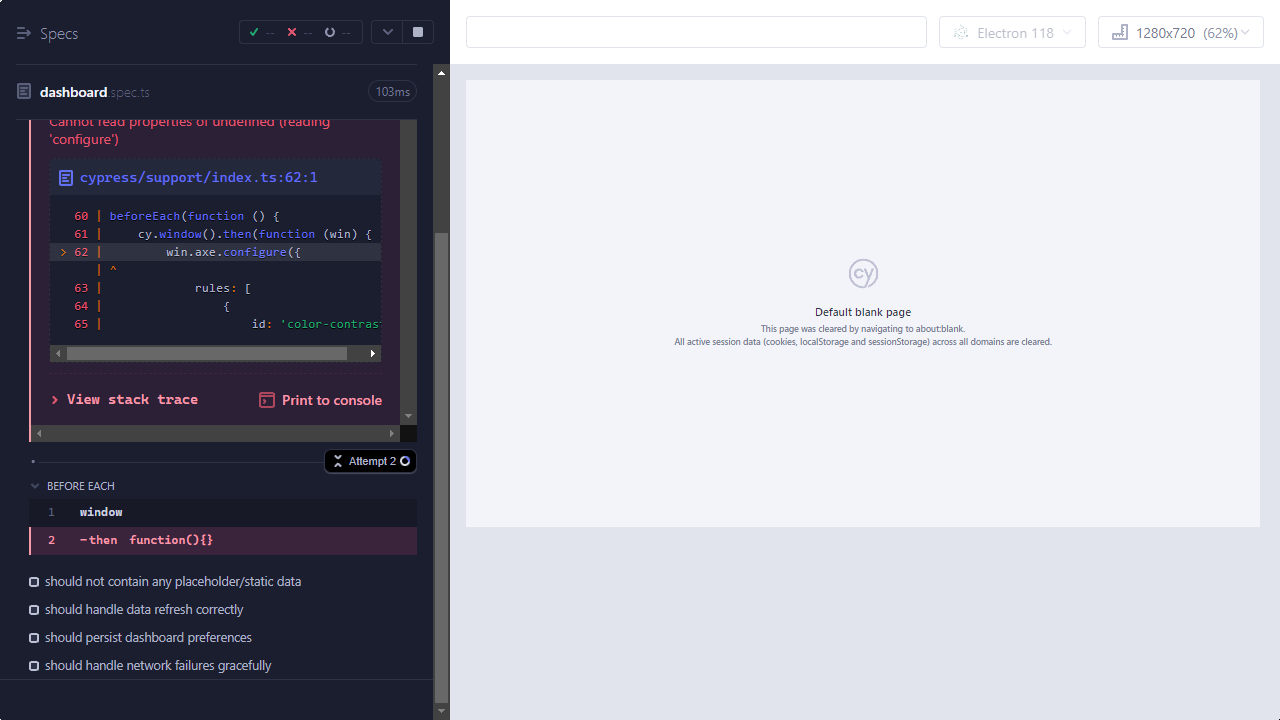 Specs
--
--
--
Electron 118
1280x720 (62%)
dashboard.spec.ts
103ms
Cannot read properties of undefined (reading
'configure')
cypress/support/index.ts:62:1
60 | beforeEach(function () {
61 |     cy.window().then(function (win) {
> 62 |         win.axe.configure({
| ^
63 |             rules: [
64 |                 {
65 |                     id: 'color-contrast
> View stack trace
Print to console
Attempt 2
BEFORE EACH
1 window
2 -then function(){}
should not contain any placeholder/static data
should handle data refresh correctly
should persist dashboard preferences
should handle network failures gracefully
cy
Default blank page
This page was cleared by navigating to about:blank.
All active session data (cookies, localStorage and sessionStorage) across all domains are cleared.